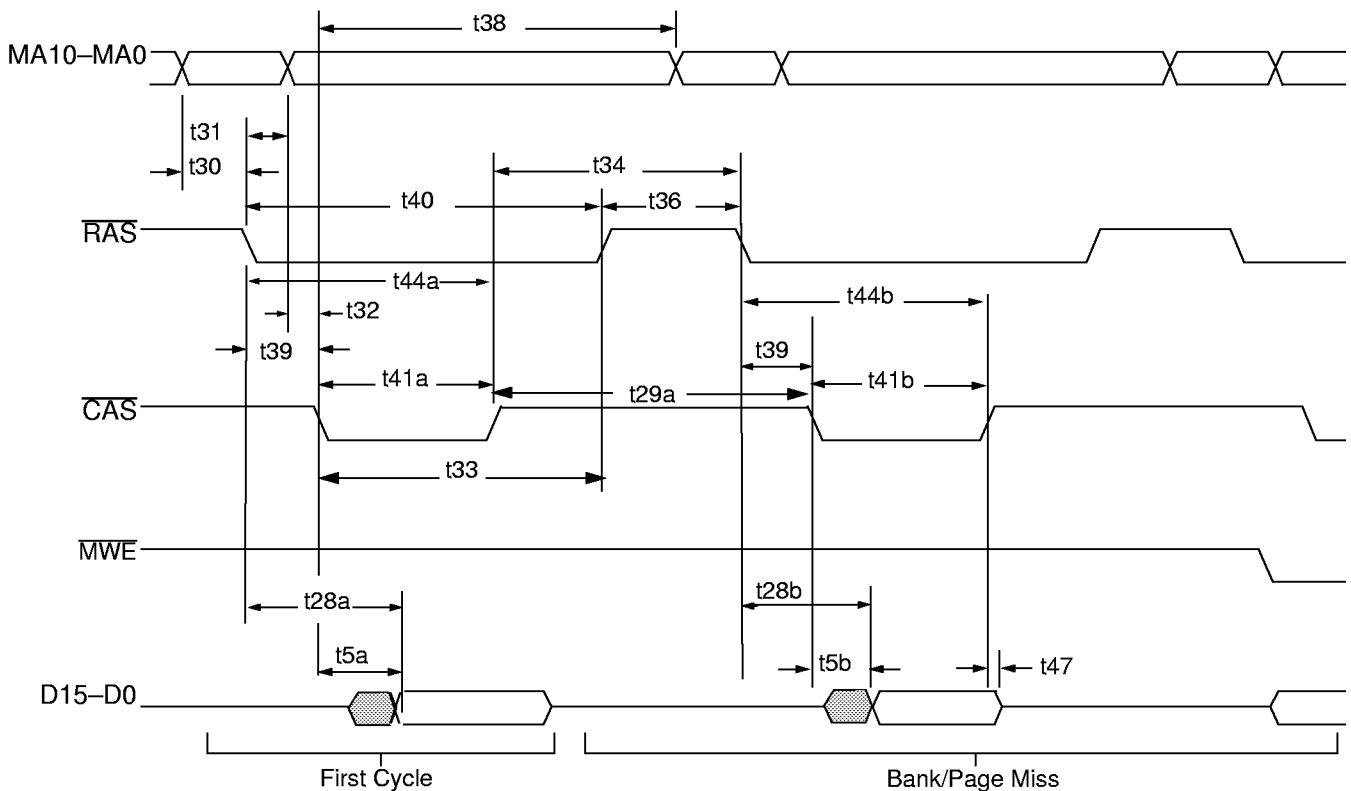 t38
MA10–MA0
t31
t30
t34
t40
t36
RAS
t44a
t44b
t32
t39
t39
t41a
t41b
t29a
CAS
t33
MWE
t28a
t28b
t5a
t5b
t47
D15–D0
First Cycle
Bank/Page Miss